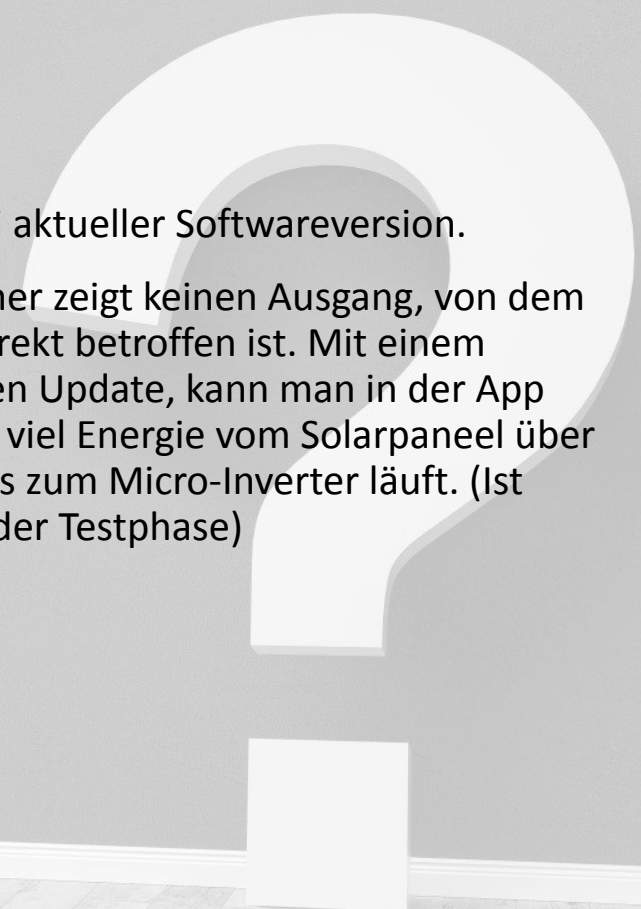 aktueller Softwareversion.
er zeigt keinen Ausgang, von dem
rekt betroffen ist. Mit einem
en Update, kann man in der App
viel Energie vom Solarpaneel über
s zum Micro-Inverter läuft. (Ist
der Testphase)